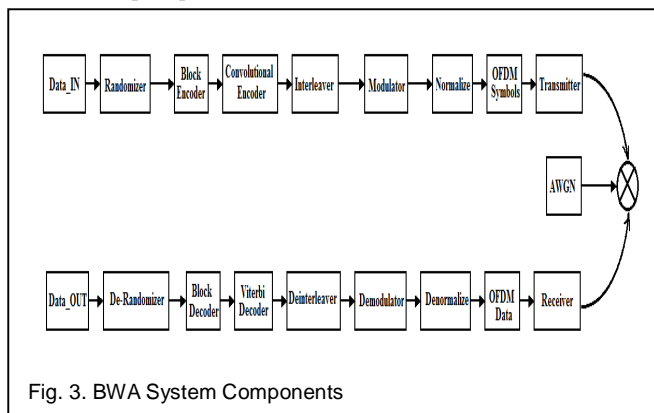 Data_IN
Randomizer
Block
Encoder
Convolutional
Encoder
Interleaver
Modulator
Normalize
OFDM
Symbols
Transmitter
AWGN
Data_OUT
De-Randomizer
Block
Decoder
Viterbi
Decoder
Deinterleaver
Demodulator
Denormalize
OFDM
Data
Receiver
Fig. 3. BWA System Components